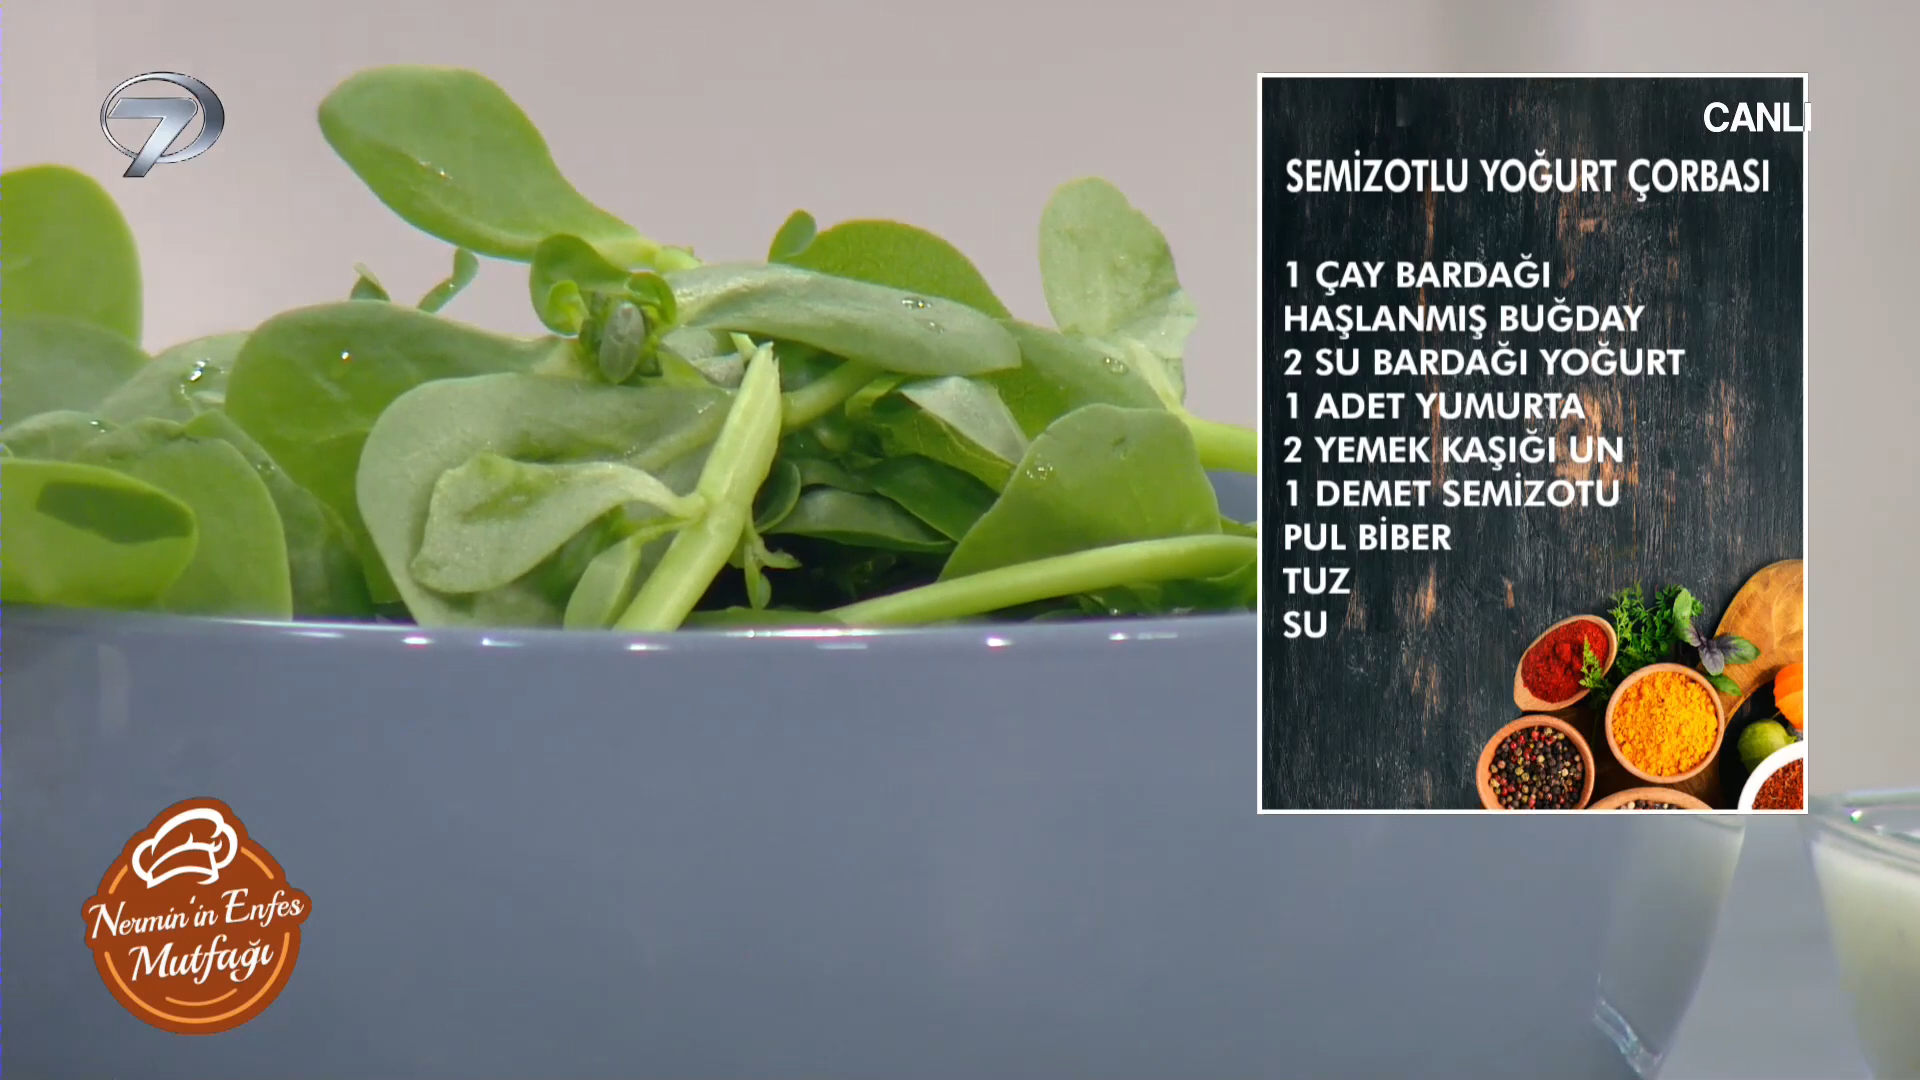 7
CANLI
SEMİZOTLU YOĞURT ÇORBASI
1 ÇAY BARDAĞI
HAŞLANMIŞ BUĞDAY
2 SU BARDAĞI YOĞURT
1 ADET YUMURTA
2 YEMEK KAŞIĞI UN
1 DEMET SEMİZOTU
PUL BİBER
TUZ
SU
Nermin'in Enfes
Mutfağı